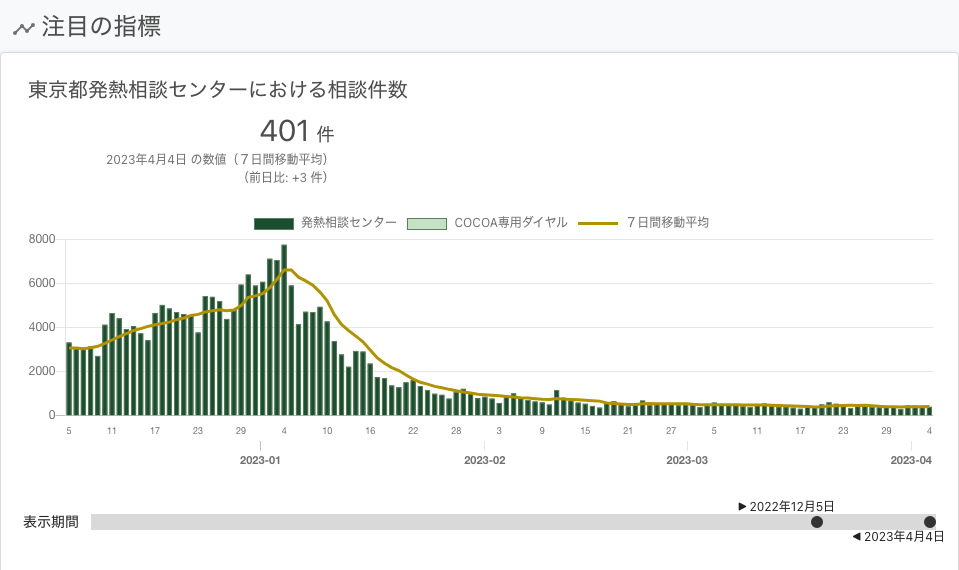 注目の指標
東京都発熱相談センターにおける相談件数
401 件
2023年4月4日 の数値（７日間移動平均）
（前日比: +3 件）
発熱相談センター COCOA専用ダイヤル ７日間移動平均
8000
6000
4000
2000
0
5 11 17 23 29 4 10 16 22 28 3 9 15 21 27 5 11 17 23 29 4
2023-01 2023-02 2023-03 2023-04
▶ 2022年12月5日
表示期間
◀ 2023年4月4日